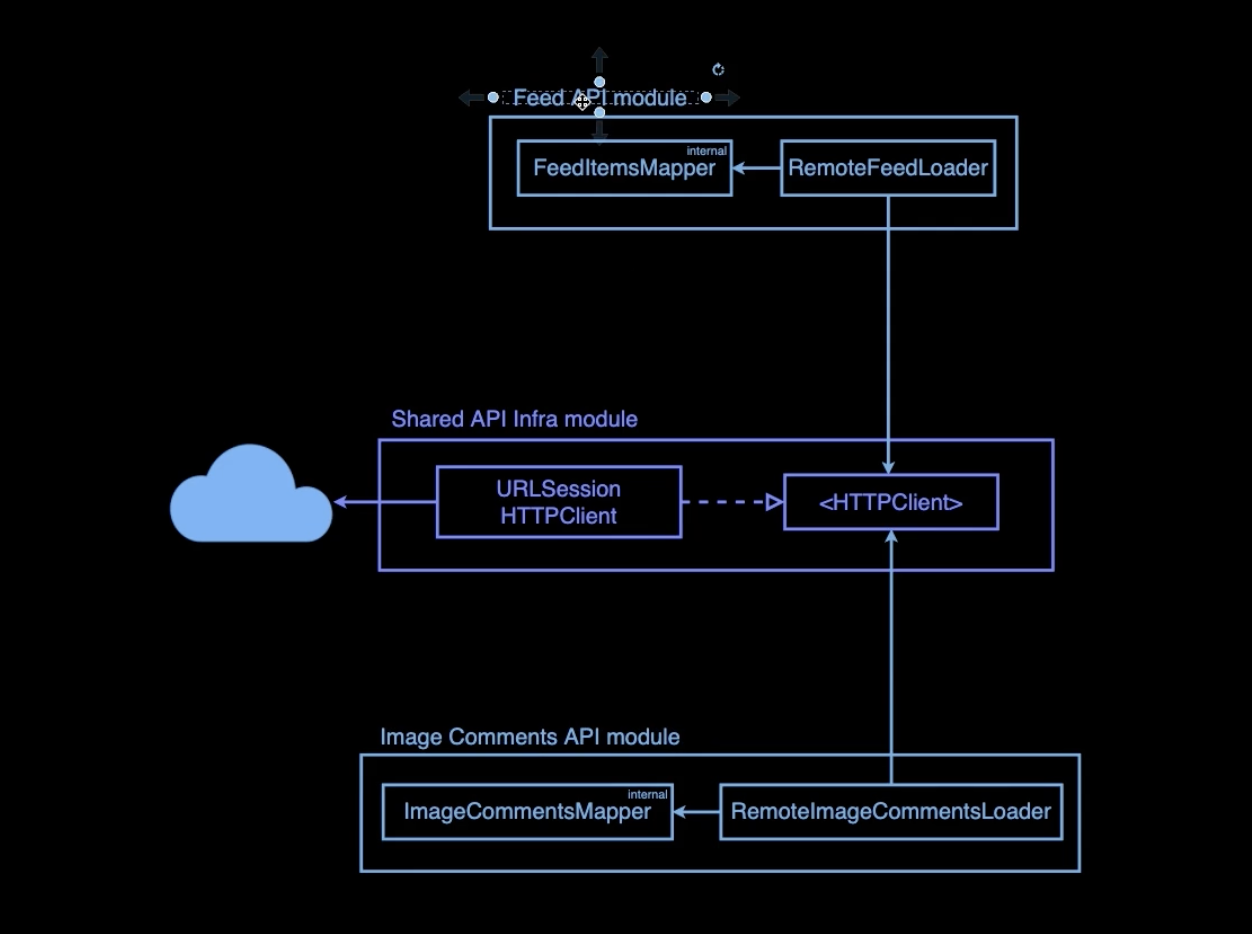 Feed API module
internal
FeedItemsMapper
RemoteFeedLoader
Shared API Infra module
URLSession
HTTPClient
<HTTPClient>
Image Comments API module
internal
ImageCommentsMapper
RemoteImageCommentsLoader